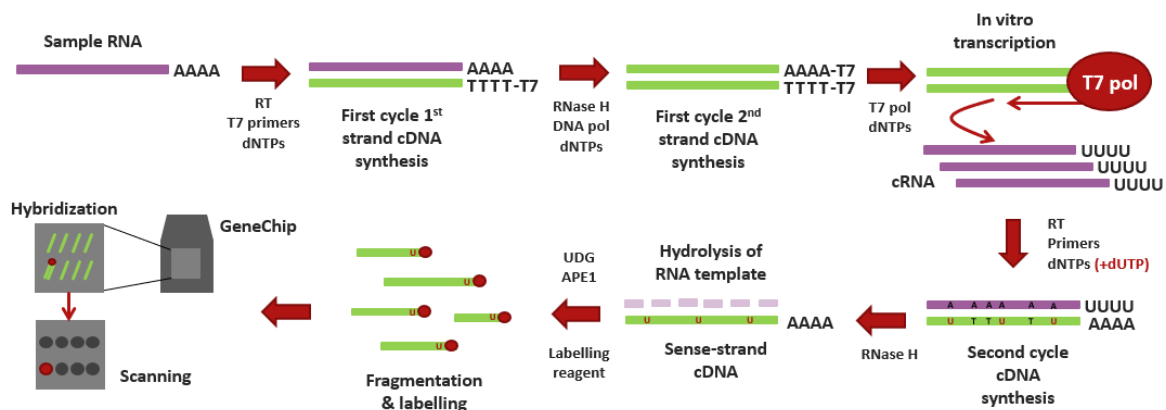 Sample RNA
AAAA
RT
T7 primers
dNTPs
AAAA
TTTT-T7
First cycle 1st
strand cDNA
synthesis
RNase H
DNA pol
dNTPs
AAAA-T7
TTTT-T7
First cycle 2nd
strand cDNA
synthesis
T7 pol
dNTPs
In vitro
transcription
T7 pol
UUUU
UUUU
UUUU
cRNA
RT
Primers
dNTPs (+dUTP)
A A A A A A
UUUU
U T T U T U
AAAA
Second cycle
cDNA
synthesis
RNase H
Hydrolysis of
RNA template
U U U
AAAA
Sense-strand
cDNA
UDG
APE1
Labelling
reagent
U
U
U
U
U
Fragmentation
& labelling
Hybridization
GeneChip
Scanning